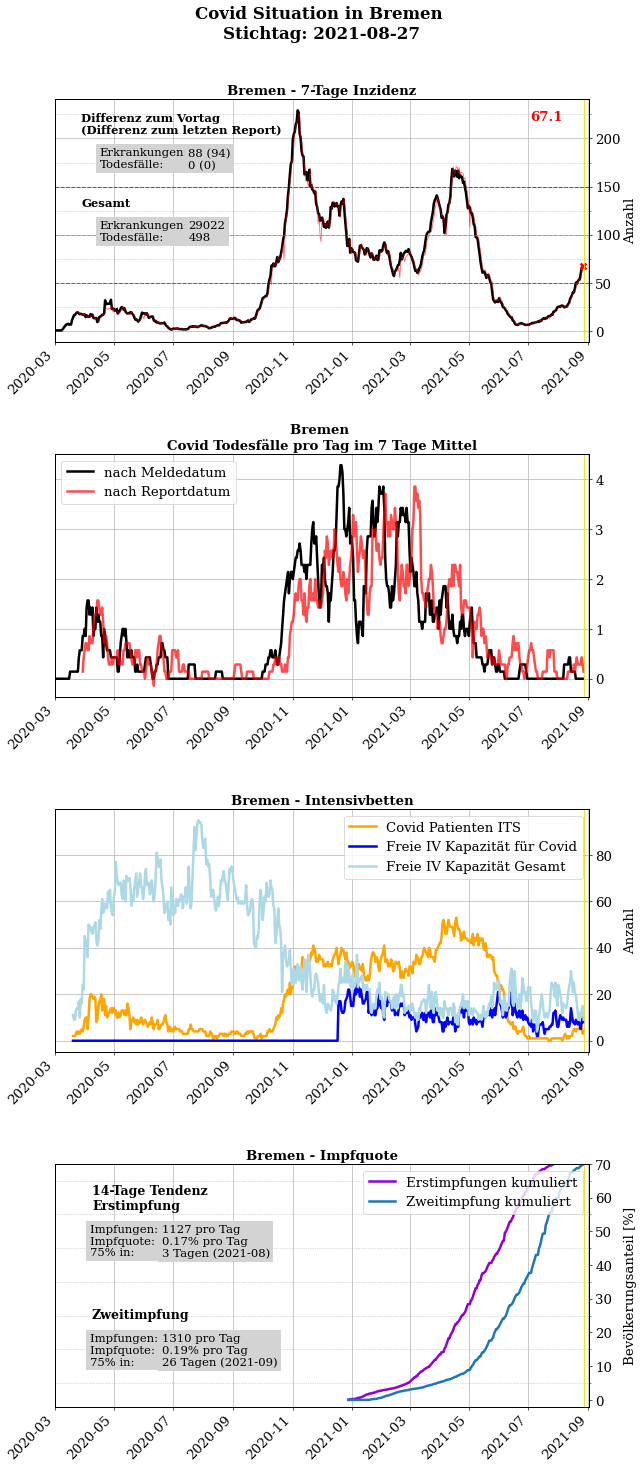 Covid Situation in Bremen
Stichtag: 2021-08-27
Bremen - 7-Tage Inzidenz
Differenz zum Vortag
(Differenz zum letzten Report)
Erkrankungen 88 (94)
Todesfälle: 0 (0)
Gesamt
Erkrankungen 29022
Todesfälle: 498
67.1
200
150
100
50
0
Anzahl
2020-03
2020-05
2020-07
2020-09
2020-11
2021-01
2021-03
2021-05
2021-07
2021-09
Bremen
Covid Todesfälle pro Tag im 7 Tage Mittel
nach Meldedatum
nach Reportdatum
4
3
2
1
0
2020-03
2020-05
2020-07
2020-09
2020-11
2021-01
2021-03
2021-05
2021-07
2021-09
Bremen - Intensivbetten
Covid Patienten ITS
Freie IV Kapazität für Covid
Freie IV Kapazität Gesamt
80
60
40
20
0
Anzahl
2020-03
2020-05
2020-07
2020-09
2020-11
2021-01
2021-03
2021-05
2021-07
2021-09
Bremen - Impfquote
14-Tage Tendenz
Erstimpfung
Impfungen: 1127 pro Tag
Impfquote: 0.17% pro Tag
75% in: 3 Tagen (2021-08)
Zweitimpfung
Impfungen: 1310 pro Tag
Impfquote: 0.19% pro Tag
75% in: 26 Tagen (2021-09)
Erstimpfungen kumuliert
Zweitimpfung kumuliert
70
60
50
40
30
20
10
0
Bevölkerungsanteil [%]
2020-03
2020-05
2020-07
2020-09
2020-11
2021-01
2021-03
2021-05
2021-07
2021-09